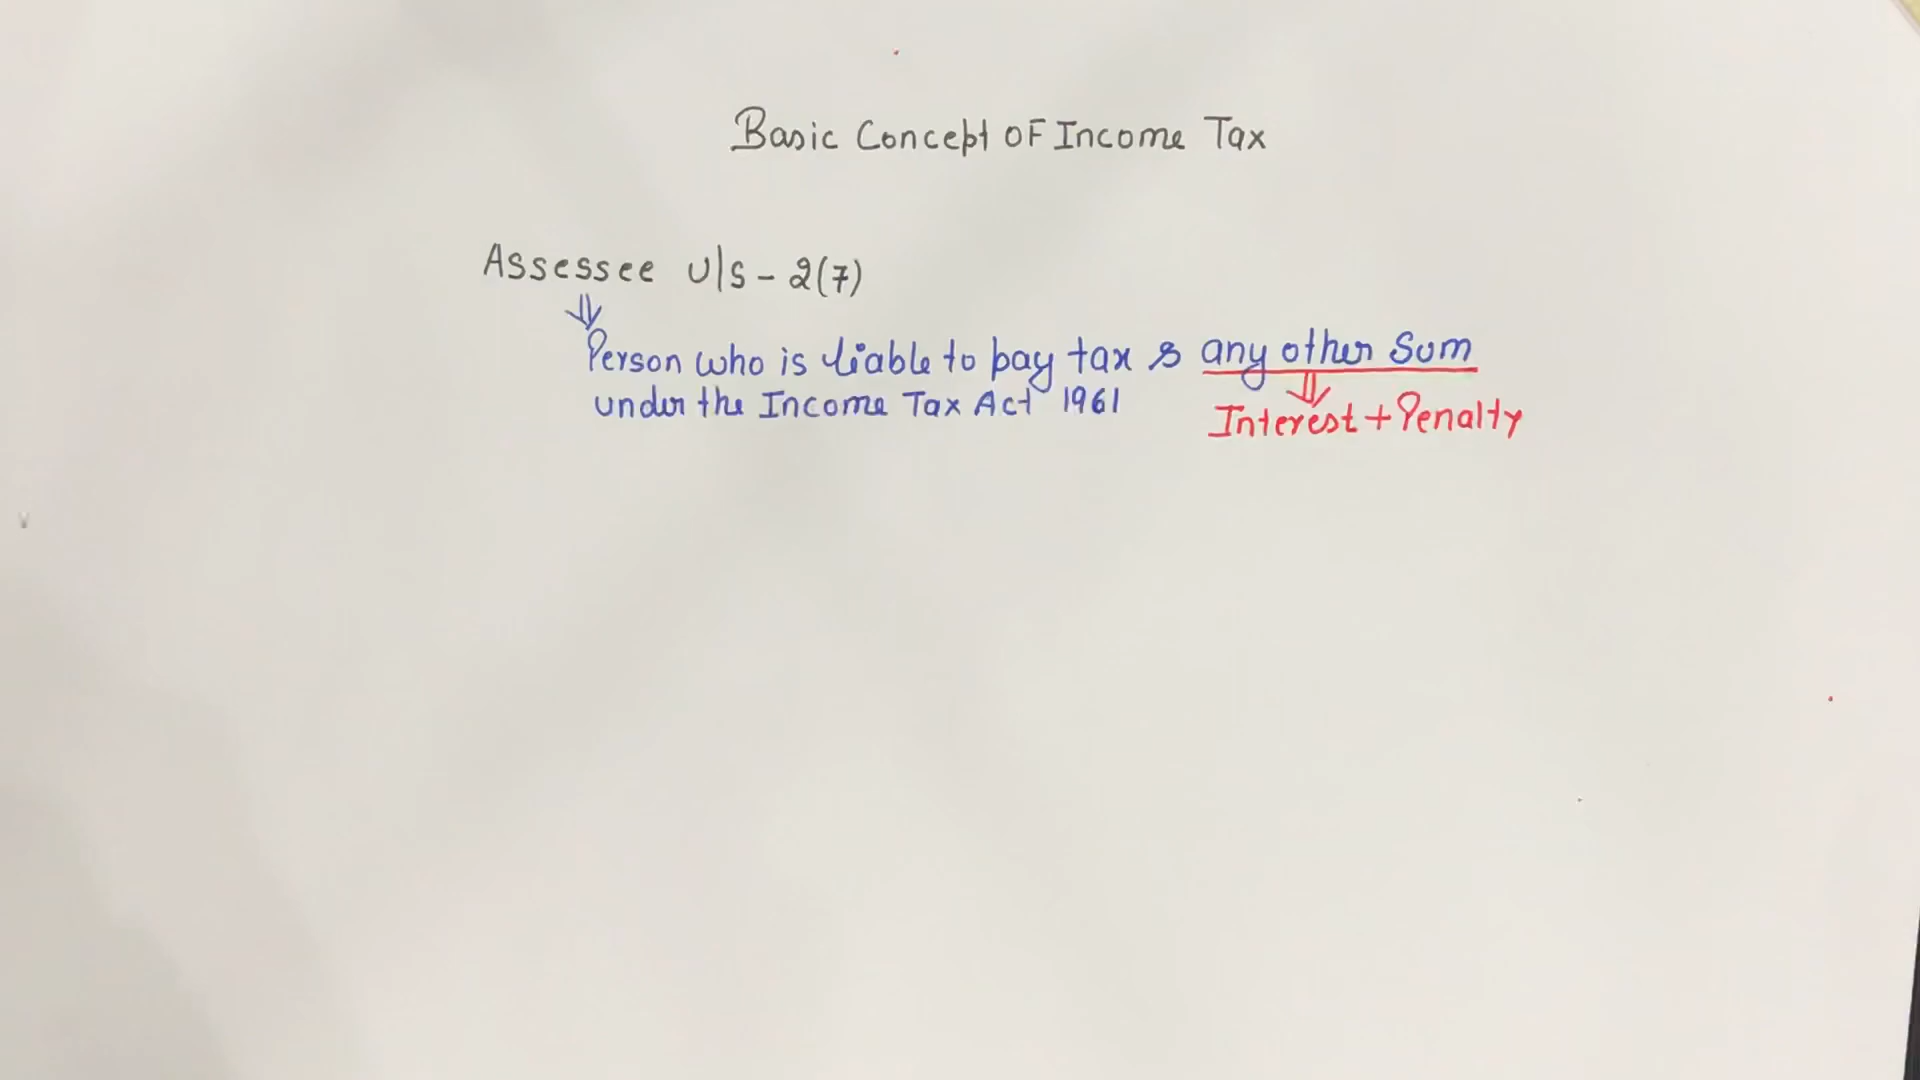 Basic Concept OF Income Tax
Assessee U/S - 2(7)
⇓
Person who is liable to pay tax & any other Sum
under the Income Tax Act 1961
⇓
Interest + Penalty